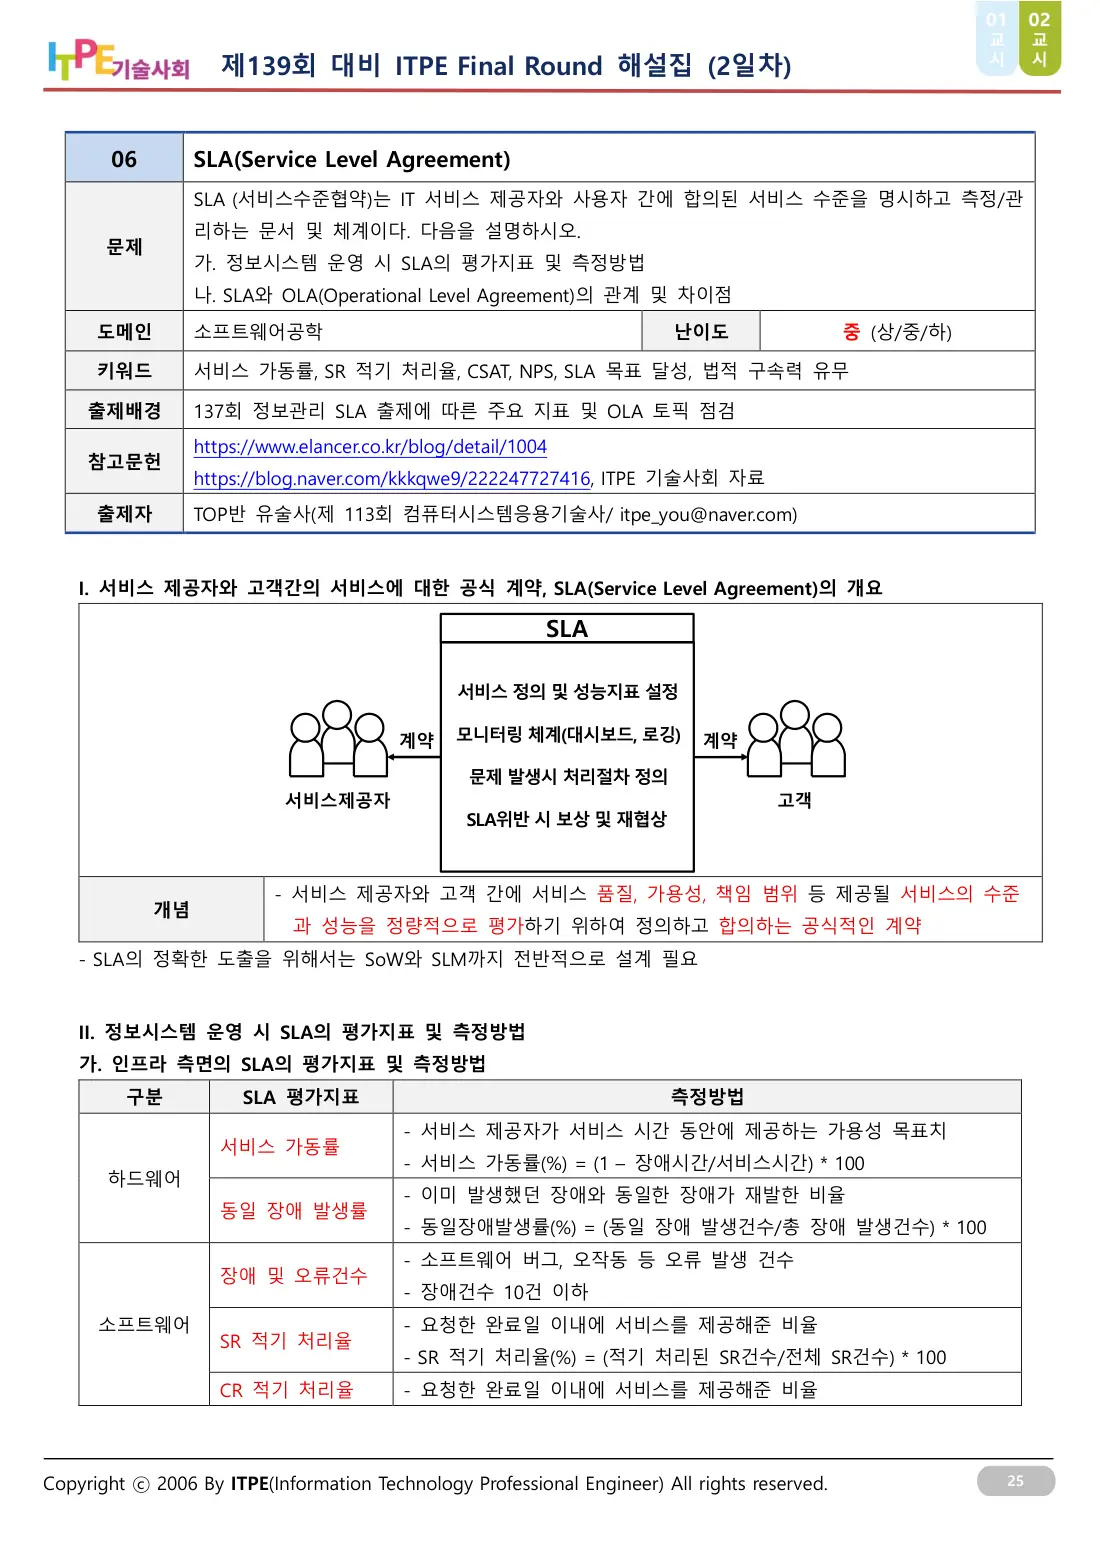 ITPE기술사회 제139회 대비 ITPE Final Round 해설집 (2일차)
01 교시
02 교시
06 SLA(Service Level Agreement)
문제
SLA (서비스수준협약)는 IT 서비스 제공자와 사용자 간에 합의된 서비스 수준을 명시하고 측정/관
리하는 문서 및 체계이다. 다음을 설명하시오.
가. 정보시스템 운영 시 SLA의 평가지표 및 측정방법
나. SLA와 OLA(Operational Level Agreement)의 관계 및 차이점
도메인 소프트웨어공학 난이도 중 (상/중/하)
키워드 서비스 가동률, SR 적기 처리율, CSAT, NPS, SLA 목표 달성, 법적 구속력 유무
출제배경 137회 정보관리 SLA 출제에 따른 주요 지표 및 OLA 토픽 점검
참고문헌
https://www.elancer.co.kr/blog/detail/1004
https://blog.naver.com/kkkqwe9/222247727416, ITPE 기술사회 자료
출제자 TOP반 유술사(제 113회 컴퓨터시스템응용기술사/ itpe_you@naver.com)
I. 서비스 제공자와 고객간의 서비스에 대한 공식 계약, SLA(Service Level Agreement)의 개요
SLA
서비스 정의 및 성능지표 설정
모니터링 체계(대시보드, 로깅)
문제 발생시 처리절차 정의
SLA위반 시 보상 및 재협상
계약
계약
서비스제공자
고객
개념
- 서비스 제공자와 고객 간에 서비스 품질, 가용성, 책임 범위 등 제공될 서비스의 수준
과 성능을 정량적으로 평가하기 위하여 정의하고 합의하는 공식적인 계약
- SLA의 정확한 도출을 위해서는 SoW와 SLM까지 전반적으로 설계 필요
II. 정보시스템 운영 시 SLA의 평가지표 및 측정방법
가. 인프라 측면의 SLA의 평가지표 및 측정방법
구분 SLA 평가지표 측정방법
하드웨어
서비스 가동률
- 서비스 제공자가 서비스 시간 동안에 제공하는 가용성 목표치
- 서비스 가동률(%) = (1 – 장애시간/서비스시간) * 100
동일 장애 발생률
- 이미 발생했던 장애와 동일한 장애가 재발한 비율
- 동일장애발생률(%) = (동일 장애 발생건수/총 장애 발생건수) * 100
소프트웨어
장애 및 오류건수
- 소프트웨어 버그, 오작동 등 오류 발생 건수
- 장애건수 10건 이하
SR 적기 처리율
- 요청한 완료일 이내에 서비스를 제공해준 비율
- SR 적기 처리율(%) = (적기 처리된 SR건수/전체 SR건수) * 100
CR 적기 처리율
- 요청한 완료일 이내에 서비스를 제공해준 비율
Copyright ⓒ 2006 By ITPE(Information Technology Professional Engineer) All rights reserved.
25